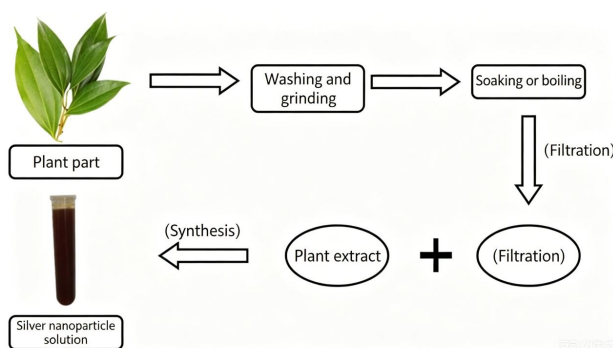 Washing and
grinding
Soaking or boiling
Plant part
(Filtration)
(Synthesis)
Plant extract
+
(Filtration)
Silver nanoparticle
solution